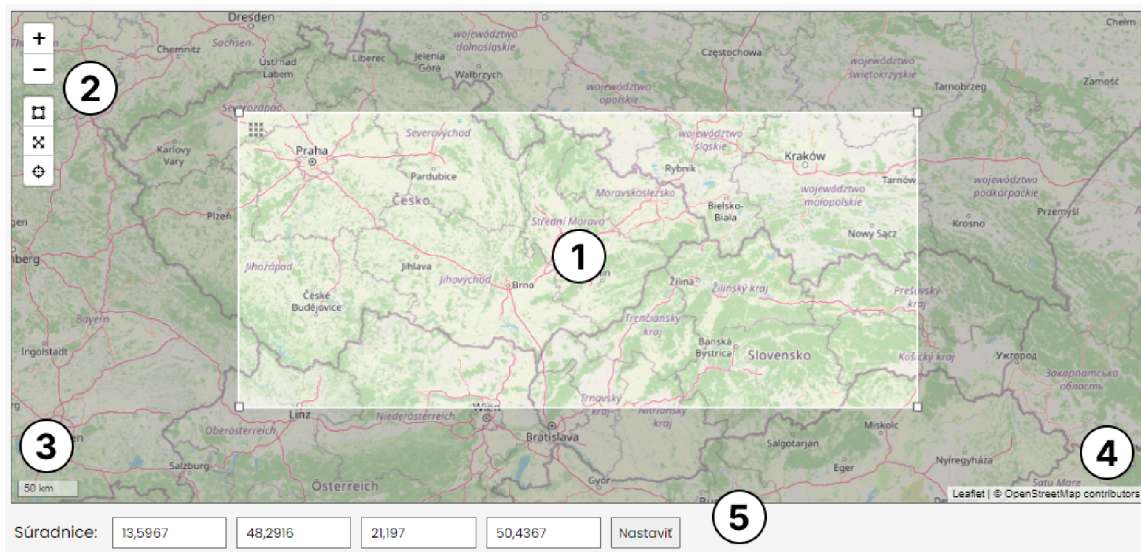 Dresden
Chełm
Chemnitz
Sachsen
Ústí nad
Labem
Liberec
Jelenia
Góra
Wałbrzych
województwo
dolnośląskie
Częstochowa
województwo
opolskie
województwo
świętokrzyskie
Tarnobrzeg
Zamość
+
−
2
Severozápad
Karlovy
Vary
Plzeň
Praha
Severovýchod
Pardubice
Česko
województwo
śląskie
Rybnik
Kraków
Tarnów
Moravskoslezsko
województwo
małopolskie
województwo
podkarpackie
Bielsko-
Biała
Przemyśl
Krosno
Nowy Sącz
Střední Morava
1
Jihozápad
Jihlava
Jihovýchod
Brno
České
Budějovice
Žilina
Žilinský kraj
Prešovský
kraj
Trenčiansky
kraj
Banská
Bystrica
Slovensko
Košický kraj
Ужгород
Закарпатська
область
Bayern
Ingolstadt
Linz
Niederösterreich
Wien
Trnavský
kraj
Nitriansky
kraj
Bratislava
Oberösterreich
Salzburg
Österreich
Győr
Salgótarján
Miskolc
Eger
Nyíregyháza
Satu Mare
3
4
50 km
Leaflet | © OpenStreetMap contributors
5
Súradnice:
13,5967
48,2916
21,197
50,4367
Nastaviť